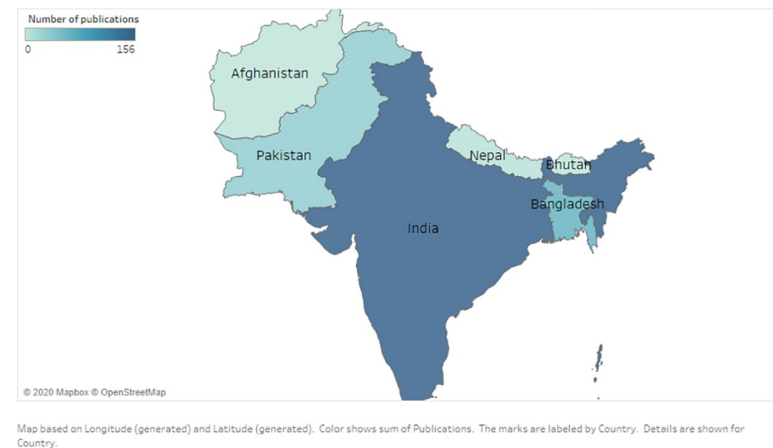 Number of publications
0 156
Afghanistan
Pakistan
Nepal
Bhutan
Bangladesh
India
© 2020 Mapbox © OpenStreetMap
Map based on Longitude (generated) and Latitude (generated).  Color shows sum of Publications.  The marks are labeled by Country.  Details are shown for
Country.